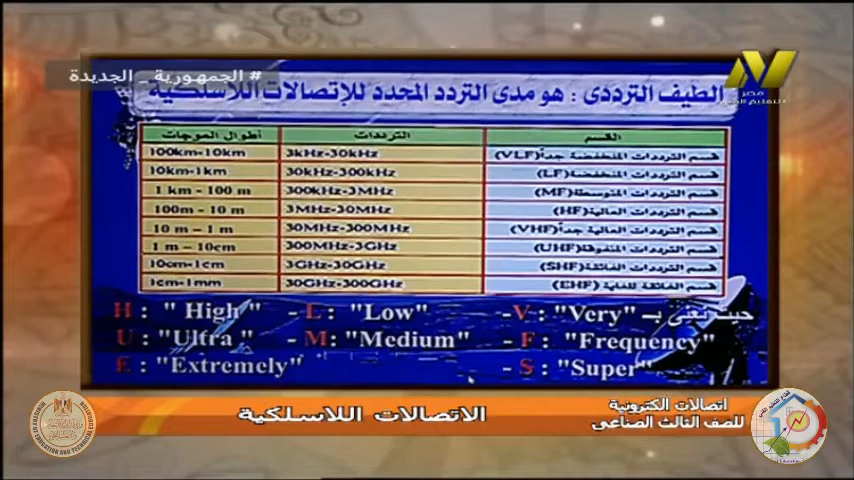 # الجمهورية _ الجديدة
مصر
الطيف الترددى : هو مدى التردد المحدد للإتصالات اللاسلكية
القسم الترددات أطوال الموجات
قسم الترددات المنخفضة جداً(VLF) 3kHz-30kHz 100km-10km
قسم الترددات المنخفضة(LF) 30kHz-300kHz 10km-1km
قسم الترددات المتوسطة(MF) 300kHz-3MHz 1 km - 100 m
قسم الترددات العالية(HF) 3MHz-30MHz 100m - 10 m
قسم الترددات العالية جداً(VHF) 30MHz-300MHz 10 m - 1 m
قسم الترددات (UHF) 300MHz-3GHz 1 m - 10cm
قسم الترددات الفائقة(SHF) 3GHz-30GHz 10cm-1cm
قسم الفائقة للغاية (EHF) 30GHz-300GHz 1cm-1mm
H : " High " - L : "Low" - V : "Very" حيث تعنى بـ
U : "Ultra " - M : "Medium" - F : "Frequency"
E : "Extremely" - S : "Super"
اتصالات الكترونية
للصف الثالث الصناعى
الاتصالات اللاسلكية